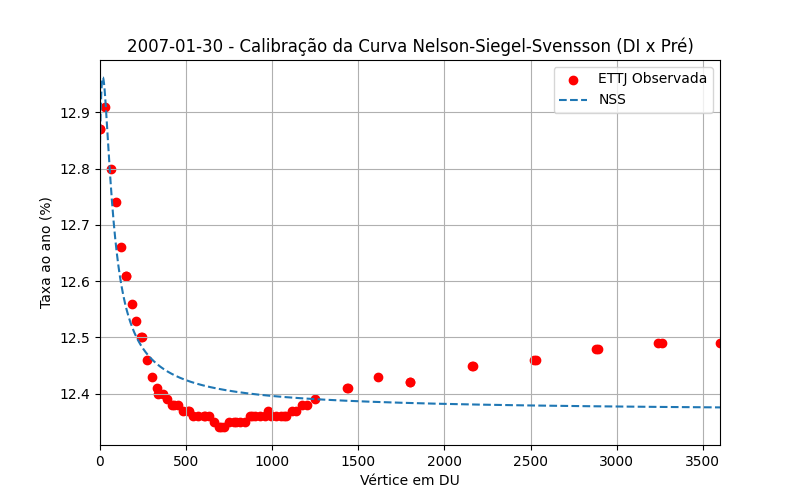 2007-01-30 - Calibração da Curva Nelson-Siegel-Svensson (DI x Pré)
ETTJ Observada
NSS
Taxa ao ano (%)
12.9
12.8
12.7
12.6
12.5
12.4
0 500 1000 1500 2000 2500 3000 3500
Vértice em DU